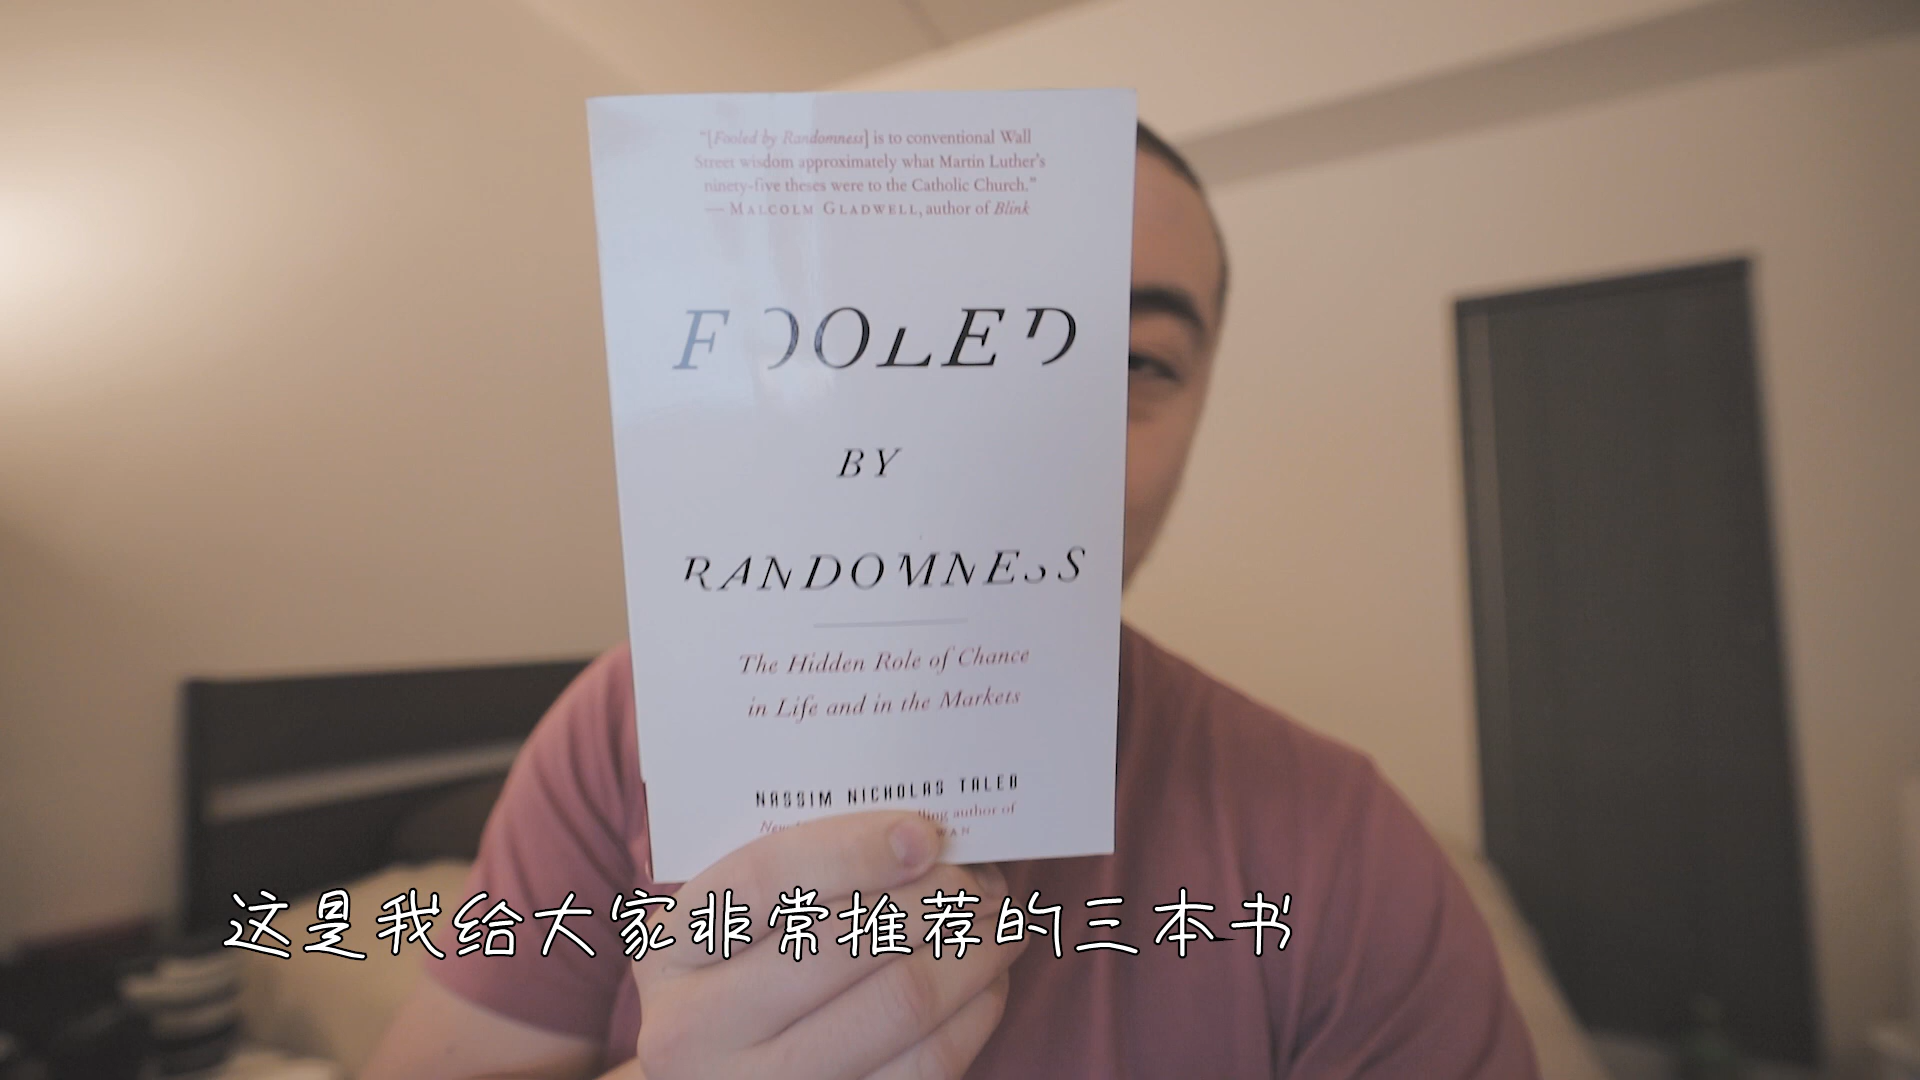 "[Fooled by Randomness] is to conventional Wall
Street wisdom approximately what Martin Luther's
ninety-five theses were to the Catholic Church."
— MALCOLM GLADWELL, author of Blink
FOOLED
BY
RANDOMNESS
The Hidden Role of Chance
in Life and in the Markets
NASSIM NICHOLAS TALEB
author of
这是我给大家非常推荐的三本书